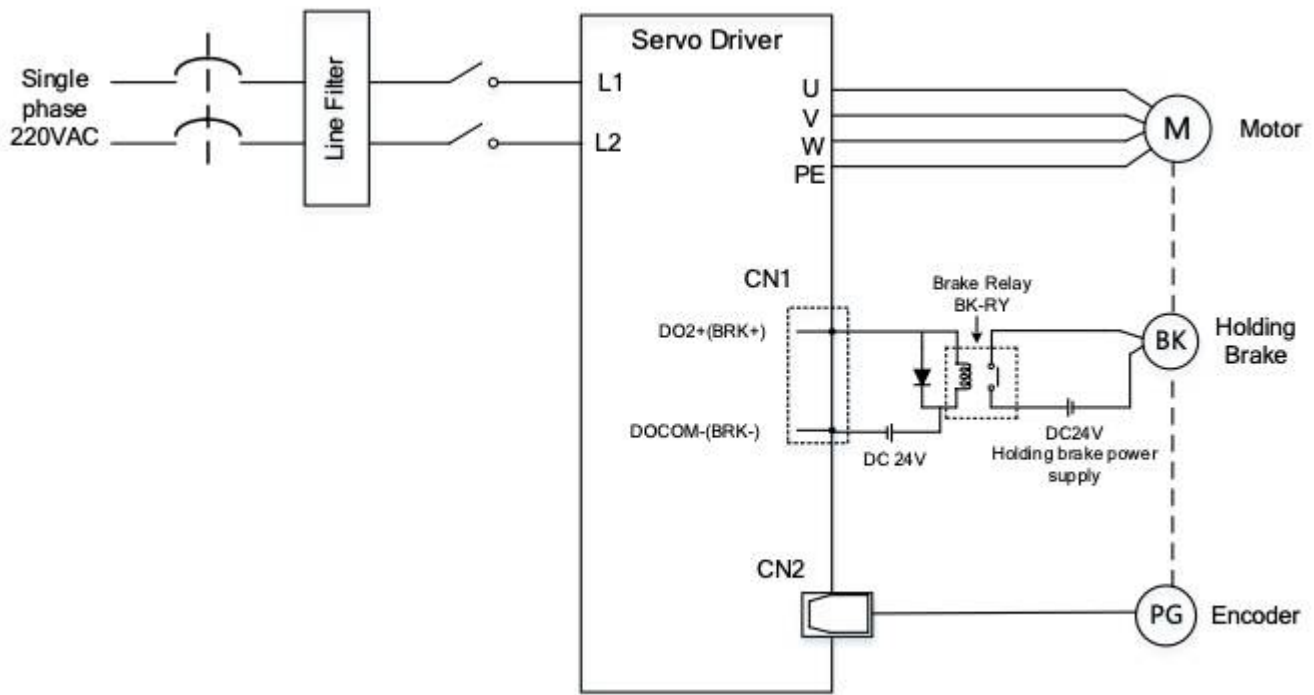 Servo Driver
Single
phase
220VAC
Line Filter
L1
L2
U
V
W
PE
M
Motor
CN1
Brake Relay
BK-RY
DO2+(BRK+)
BK
Holding
Brake
DOCOM-(BRK-)
DC 24V
DC24V
Holding brake power
supply
CN2
PG
Encoder